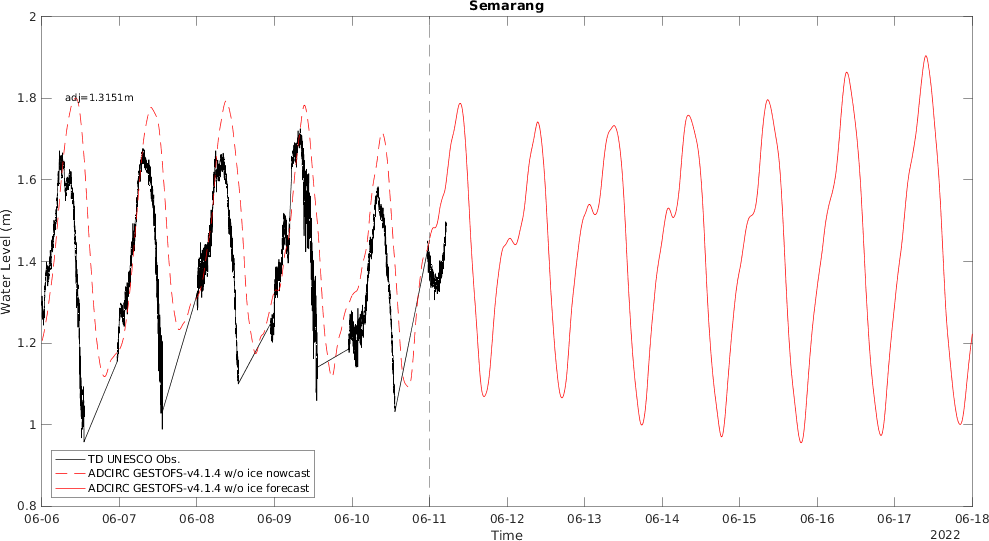 Semarang
2
1.8
1.6
1.4
1.2
1
0.8
Water Level (m)
adj=1.3151m
TD UNESCO Obs.
ADCIRC GESTOFS-v4.1.4 w/o ice nowcast
ADCIRC GESTOFS-v4.1.4 w/o ice forecast
06-06 06-07 06-08 06-09 06-10 06-11 06-12 06-13 06-14 06-15 06-16 06-17 06-18
Time
2022